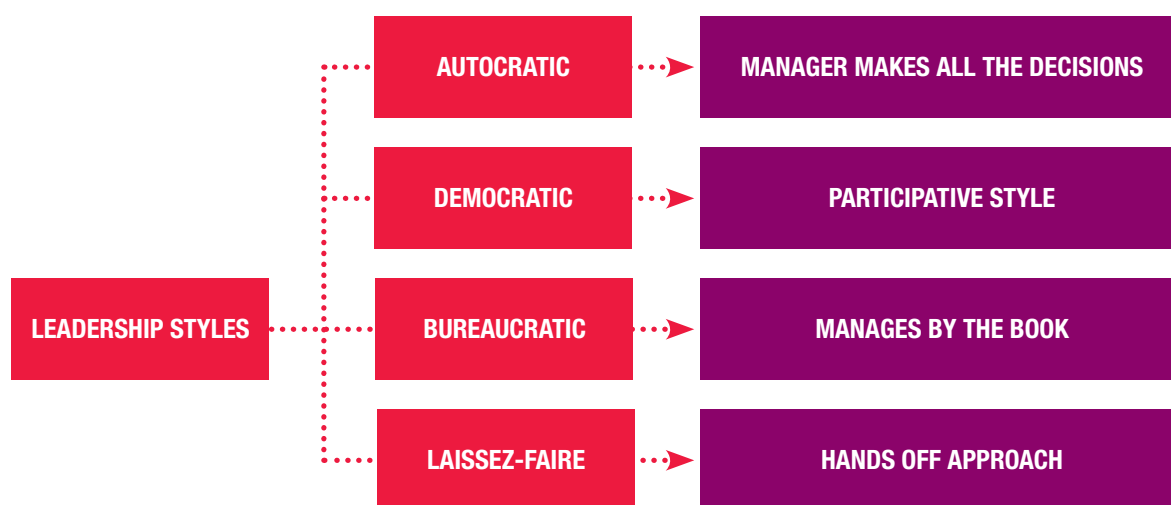 AUTOCRATIC
MANAGER MAKES ALL THE DECISIONS
DEMOCRATIC
PARTICIPATIVE STYLE
LEADERSHIP STYLES
BUREAUCRATIC
MANAGES BY THE BOOK
LAISSEZ-FAIRE
HANDS OFF APPROACH